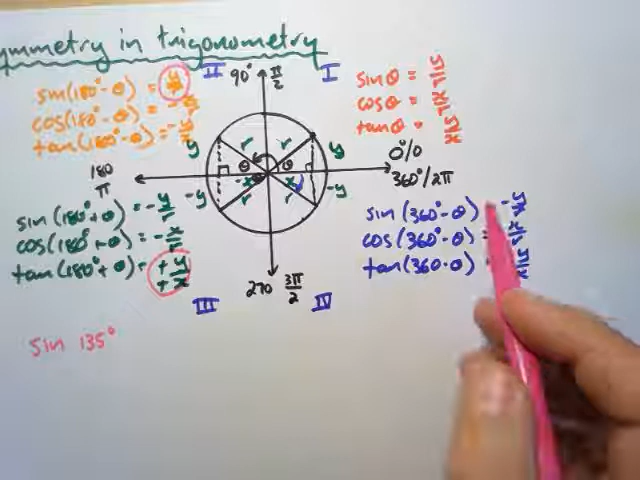 ymmetry in trigonometry
II
90° π/2
I
sin(180°-θ) = y/r
cos(180°-θ) = -x/r
tan(180°-θ) = -y/x
sinθ = y/r
cosθ = x/r
tanθ = y/x
y r r y
θ θ
180
π
0°/0
360°/2π
-x x
-y r r -y
sin(180°+θ) = -y/r
cos(180°+θ) = -x/r
tan(180°+θ) = +y/+x
sin(360°-θ)
cos(360°-θ) =
tan(360-θ)
270 3π/2
III
IV
sin 135°